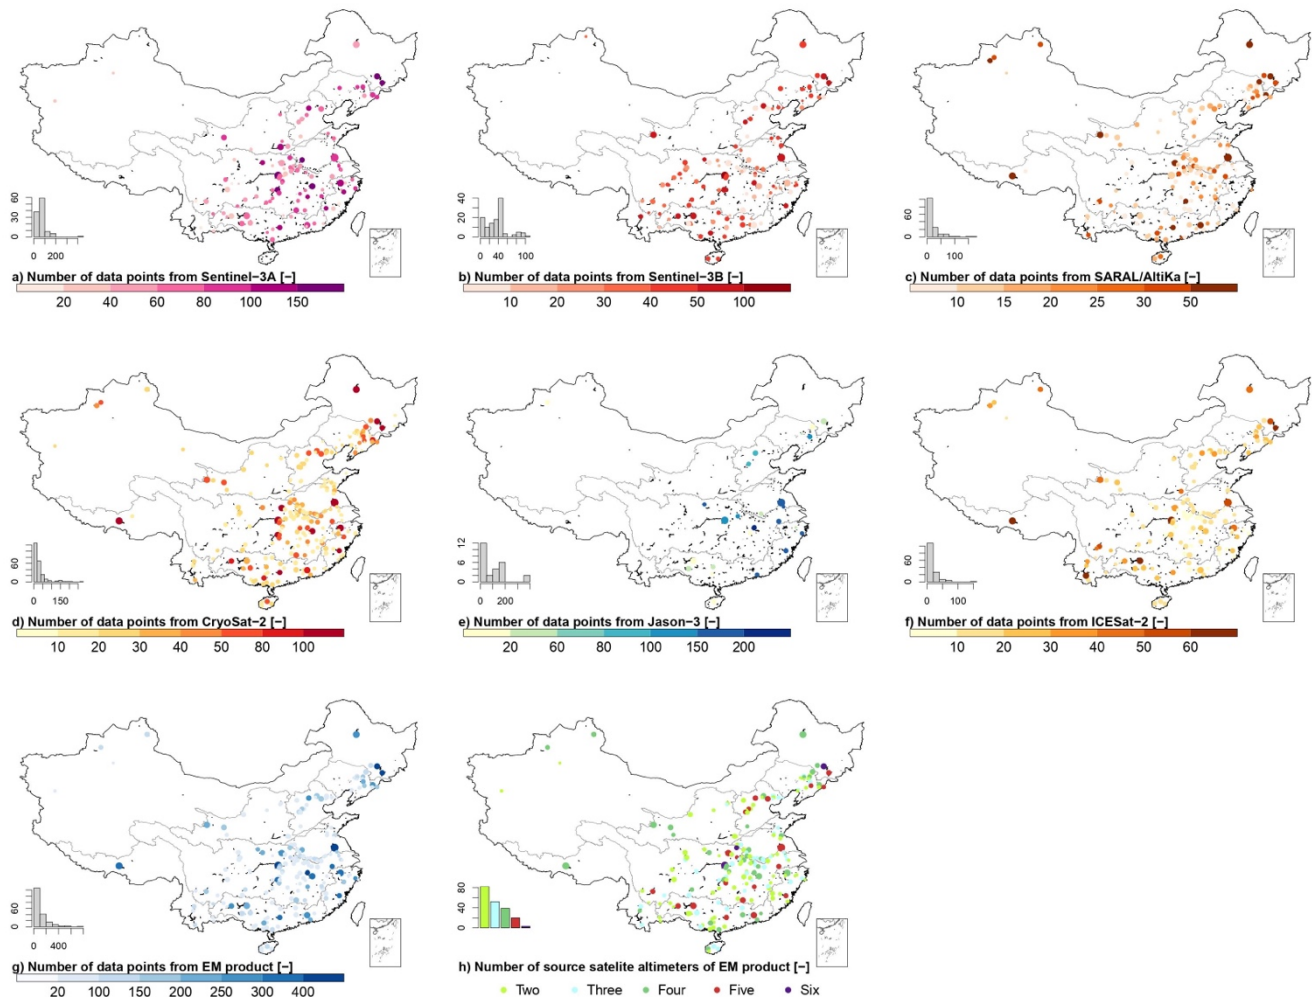 60
30
0
0 200
a) Number of data points from Sentinel−3A [−]
20 40 60 80 100 150
40
20
0
0 40 100
b) Number of data points from Sentinel−3B [−]
10 20 30 40 50 100
60
0
0 100
c) Number of data points from SARAL/AltiKa [−]
10 15 20 25 30 50
60
0
0 150
d) Number of data points from CryoSat−2 [−]
10 20 30 40 50 80 100
12
6
0
0 200
e) Number of data points from Jason−3 [−]
20 60 80 100 150 200
60
0
0 100
f) Number of data points from ICESat−2 [−]
10 20 30 40 50 60
60
0
0 400
g) Number of data points from EM product [−]
20 100 150 200 250 300 400
80
40
0
h) Number of source satelite altimeters of EM product [−]
Two Three Four Five Six